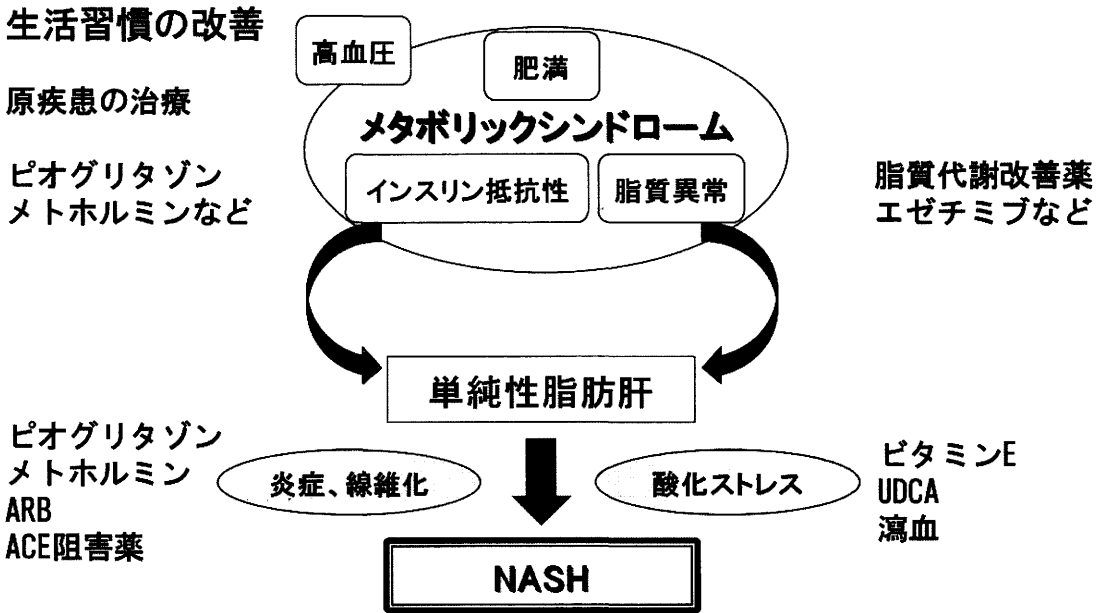 生活習慣の改善
高血圧
肥満
原疾患の治療
メタボリックシンドローム
ピオグリタゾン
メトホルミンなど
インスリン抵抗性
脂質異常
脂質代謝改善薬
エゼチミブなど
単純性脂肪肝
ピオグリタゾン
メトホルミン
ARB
ACE阻害薬
炎症、線維化
酸化ストレス
ビタミンE
UDCA
瀉血
NASH